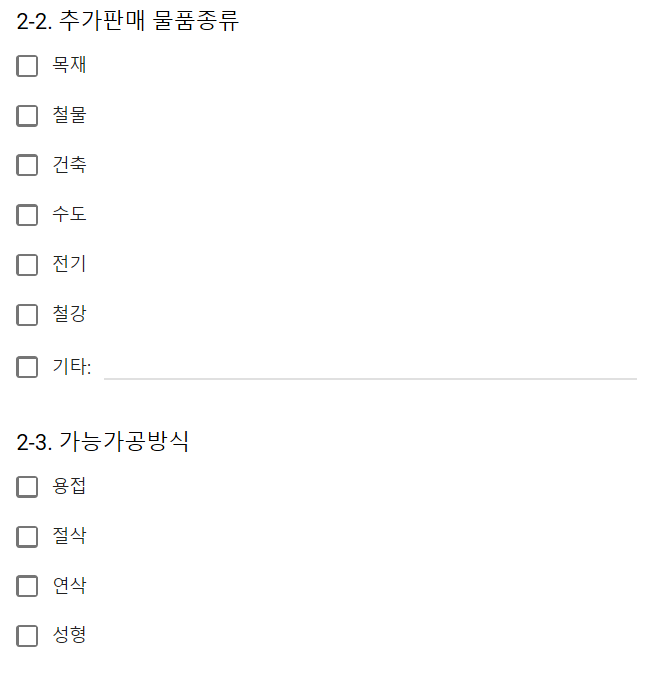 2-2. 추가판매 물품종류
목재
철물
건축
수도
전기
철강
기타:
2-3. 가능가공방식
용접
절삭
연삭
성형